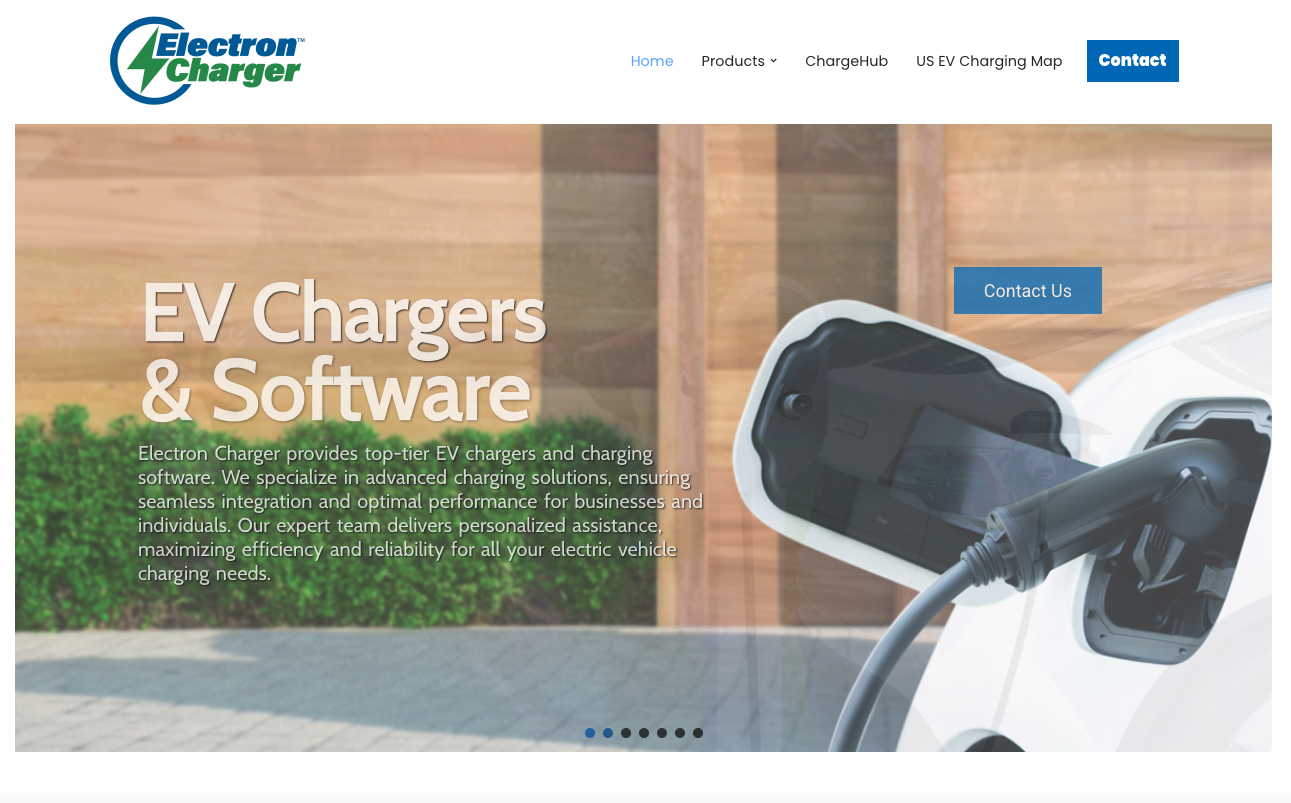 Electron™
Charger
Home
Products
ChargeHub
US EV Charging Map
Contact
Contact Us
EV Chargers
& Software
Electron Charger provides top-tier EV chargers and charging
software. We specialize in advanced charging solutions, ensuring
seamless integration and optimal performance for businesses and
individuals. Our expert team delivers personalized assistance,
maximizing efficiency and reliability for all your electric vehicle
charging needs.